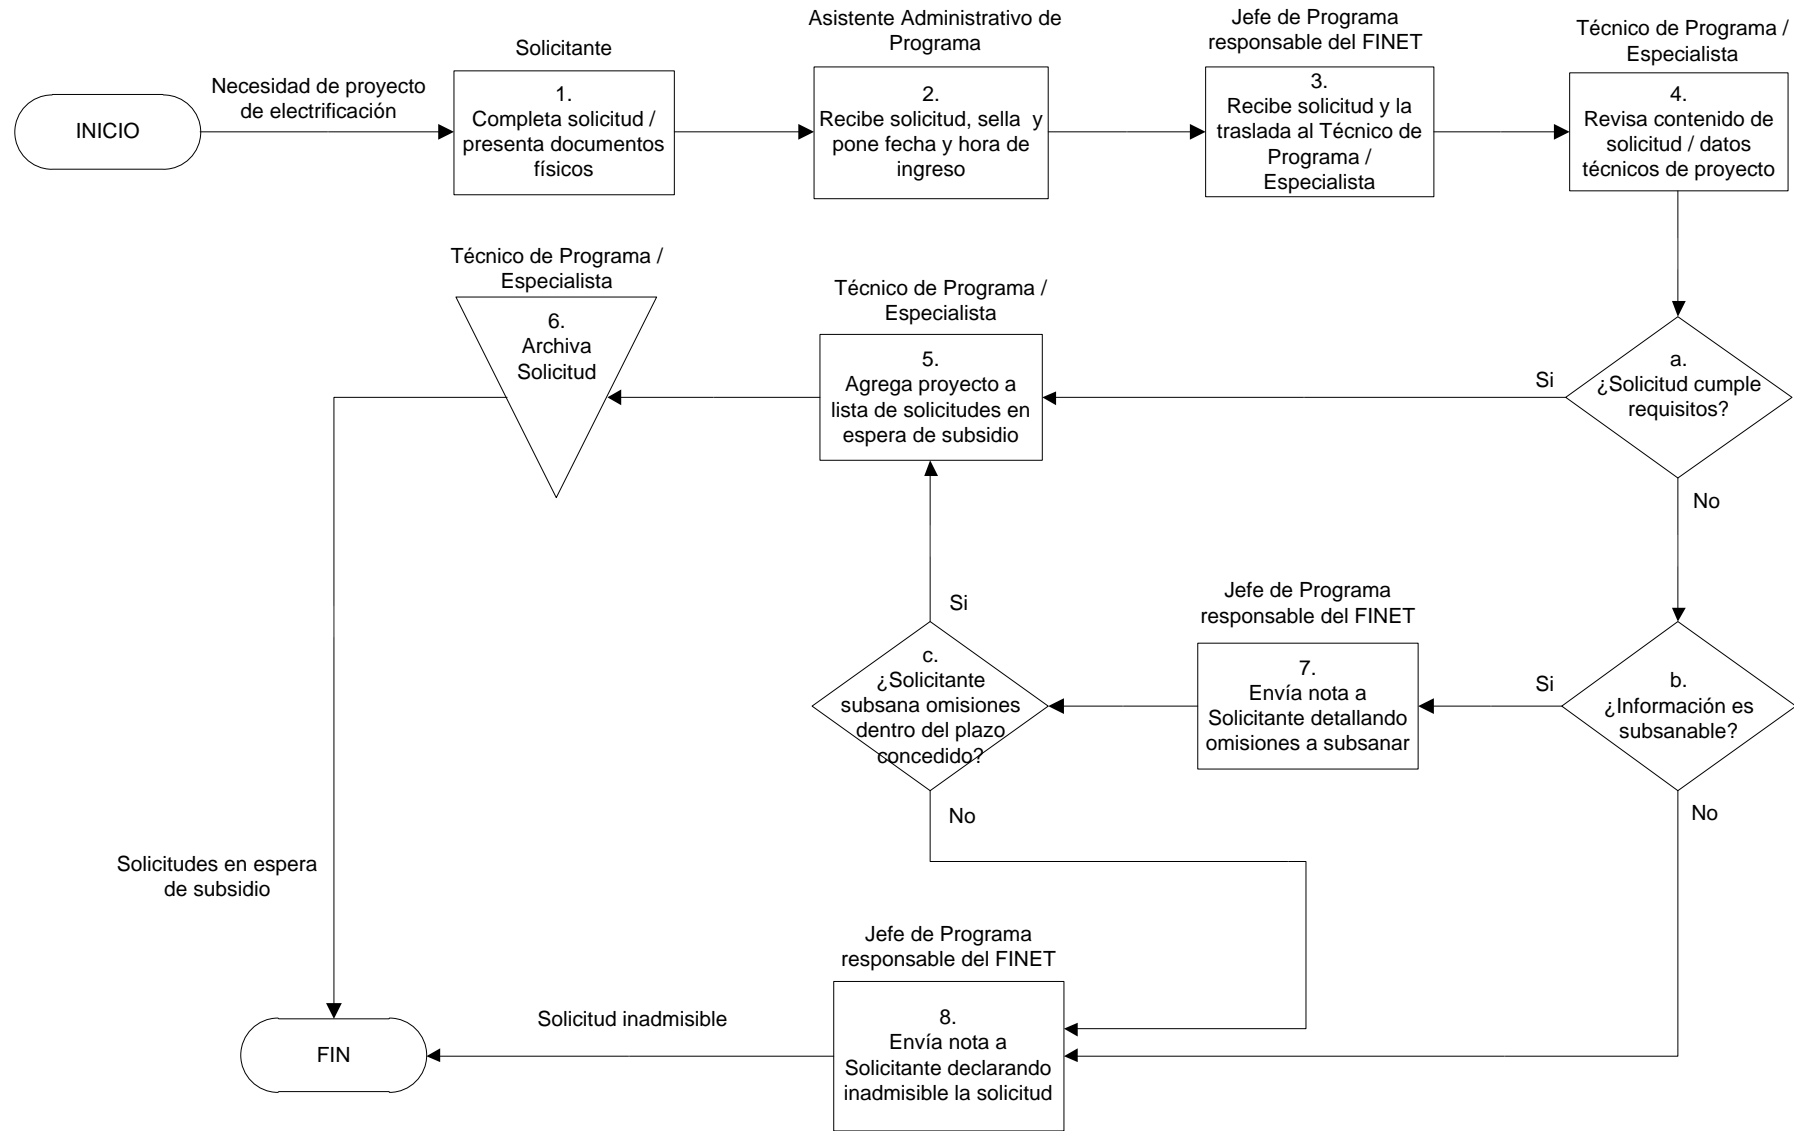 INICIO
Necesidad de proyecto
de electrificación
Solicitante
1.
Completa solicitud /
presenta documentos
físicos
Asistente Administrativo de
Programa
2.
Recibe solicitud, sella y
pone fecha y hora de
ingreso
Jefe de Programa
responsable del FINET
3.
Recibe solicitud y la
traslada al Técnico de
Programa /
Especialista
Técnico de Programa /
Especialista
4.
Revisa contenido de
solicitud / datos
técnicos de proyecto
a.
¿Solicitud cumple
requisitos?
Si
No
Técnico de Programa /
Especialista
5.
Agrega proyecto a
lista de solicitudes en
espera de subsidio
Técnico de Programa /
Especialista
6.
Archiva
Solicitud
b.
¿Información es
subsanable?
Si
No
Jefe de Programa
responsable del FINET
7.
Envía nota a
Solicitante detallando
omisiones a subsanar
c.
¿Solicitante
subsana omisiones
dentro del plazo
concedido?
Si
No
Solicitudes en espera
de subsidio
Jefe de Programa
responsable del FINET
8.
Envía nota a
Solicitante declarando
inadmisible la solicitud
Solicitud inadmisible
FIN